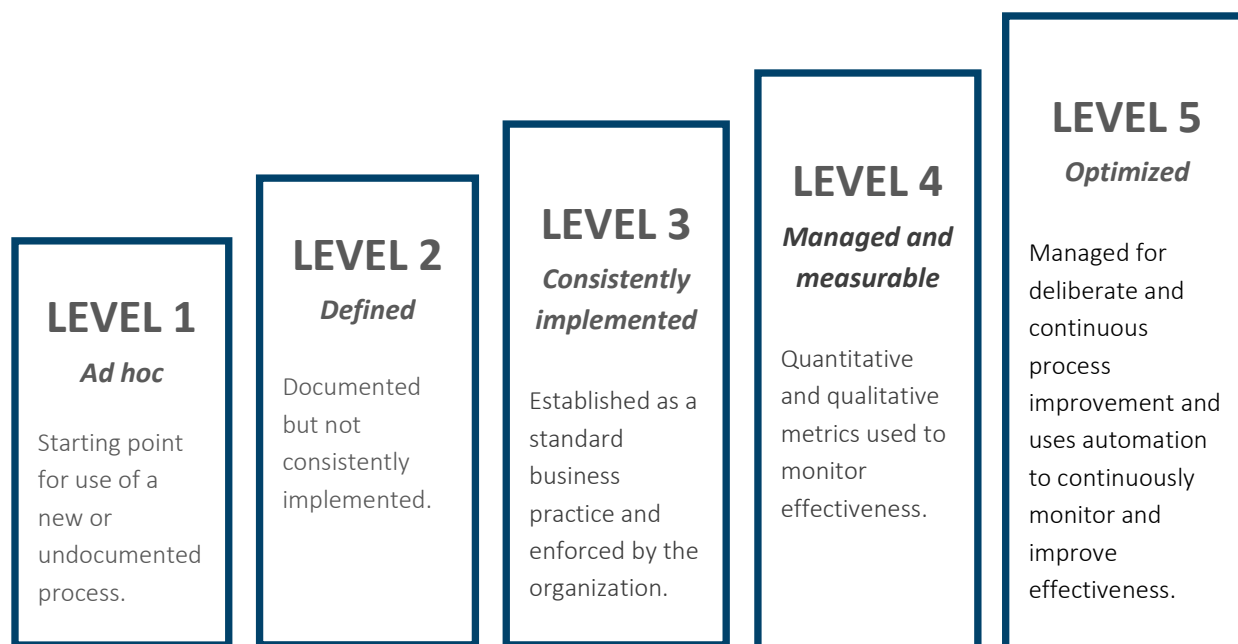 LEVEL 1
Ad hoc
Starting point
for use of a
new or
undocumented
process.
LEVEL 2
Defined
Documented
but not
consistently
implemented.
LEVEL 3
Consistently
implemented
Established as a
standard
business
practice and
enforced by the
organization.
LEVEL 4
Managed and
measurable
Quantitative
and qualitative
metrics used to
monitor
effectiveness.
LEVEL 5
Optimized
Managed for
deliberate and
continuous
process
improvement and
uses automation
to continuously
monitor and
improve
effectiveness.